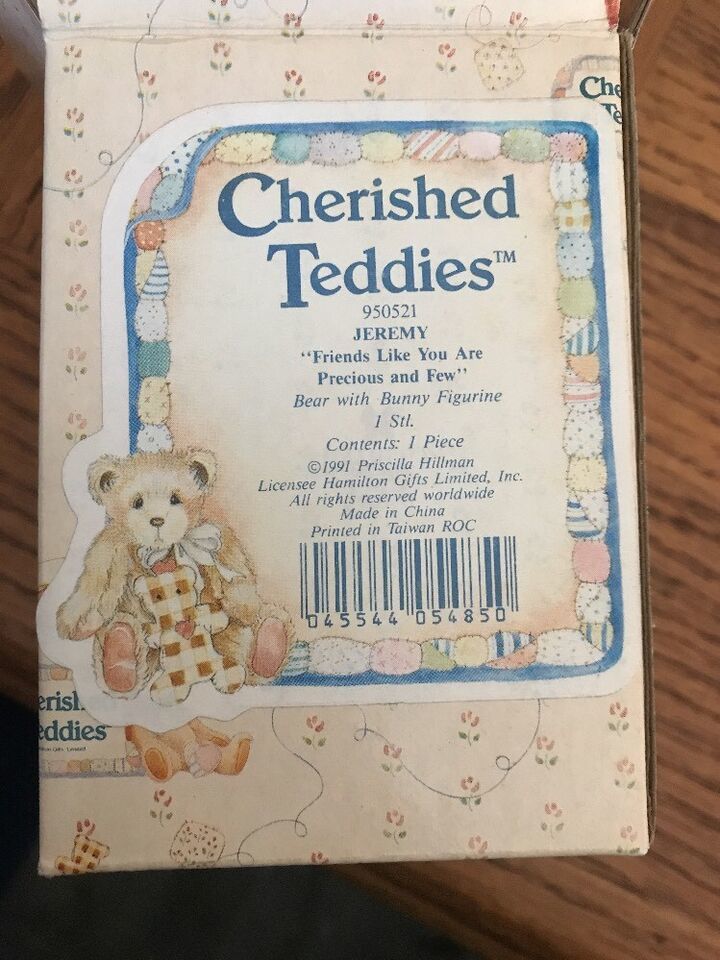 Che
Te
Cherished
Teddies™
950521
JEREMY
“Friends Like You Are
Precious and Few”
Bear with Bunny Figurine
1 Stl.
Contents: 1 Piece
©1991 Priscilla Hillman
Licensee Hamilton Gifts Limited, Inc.
All rights reserved worldwide
Made in China
Printed in Taiwan ROC
045544 054850
erish
eddies